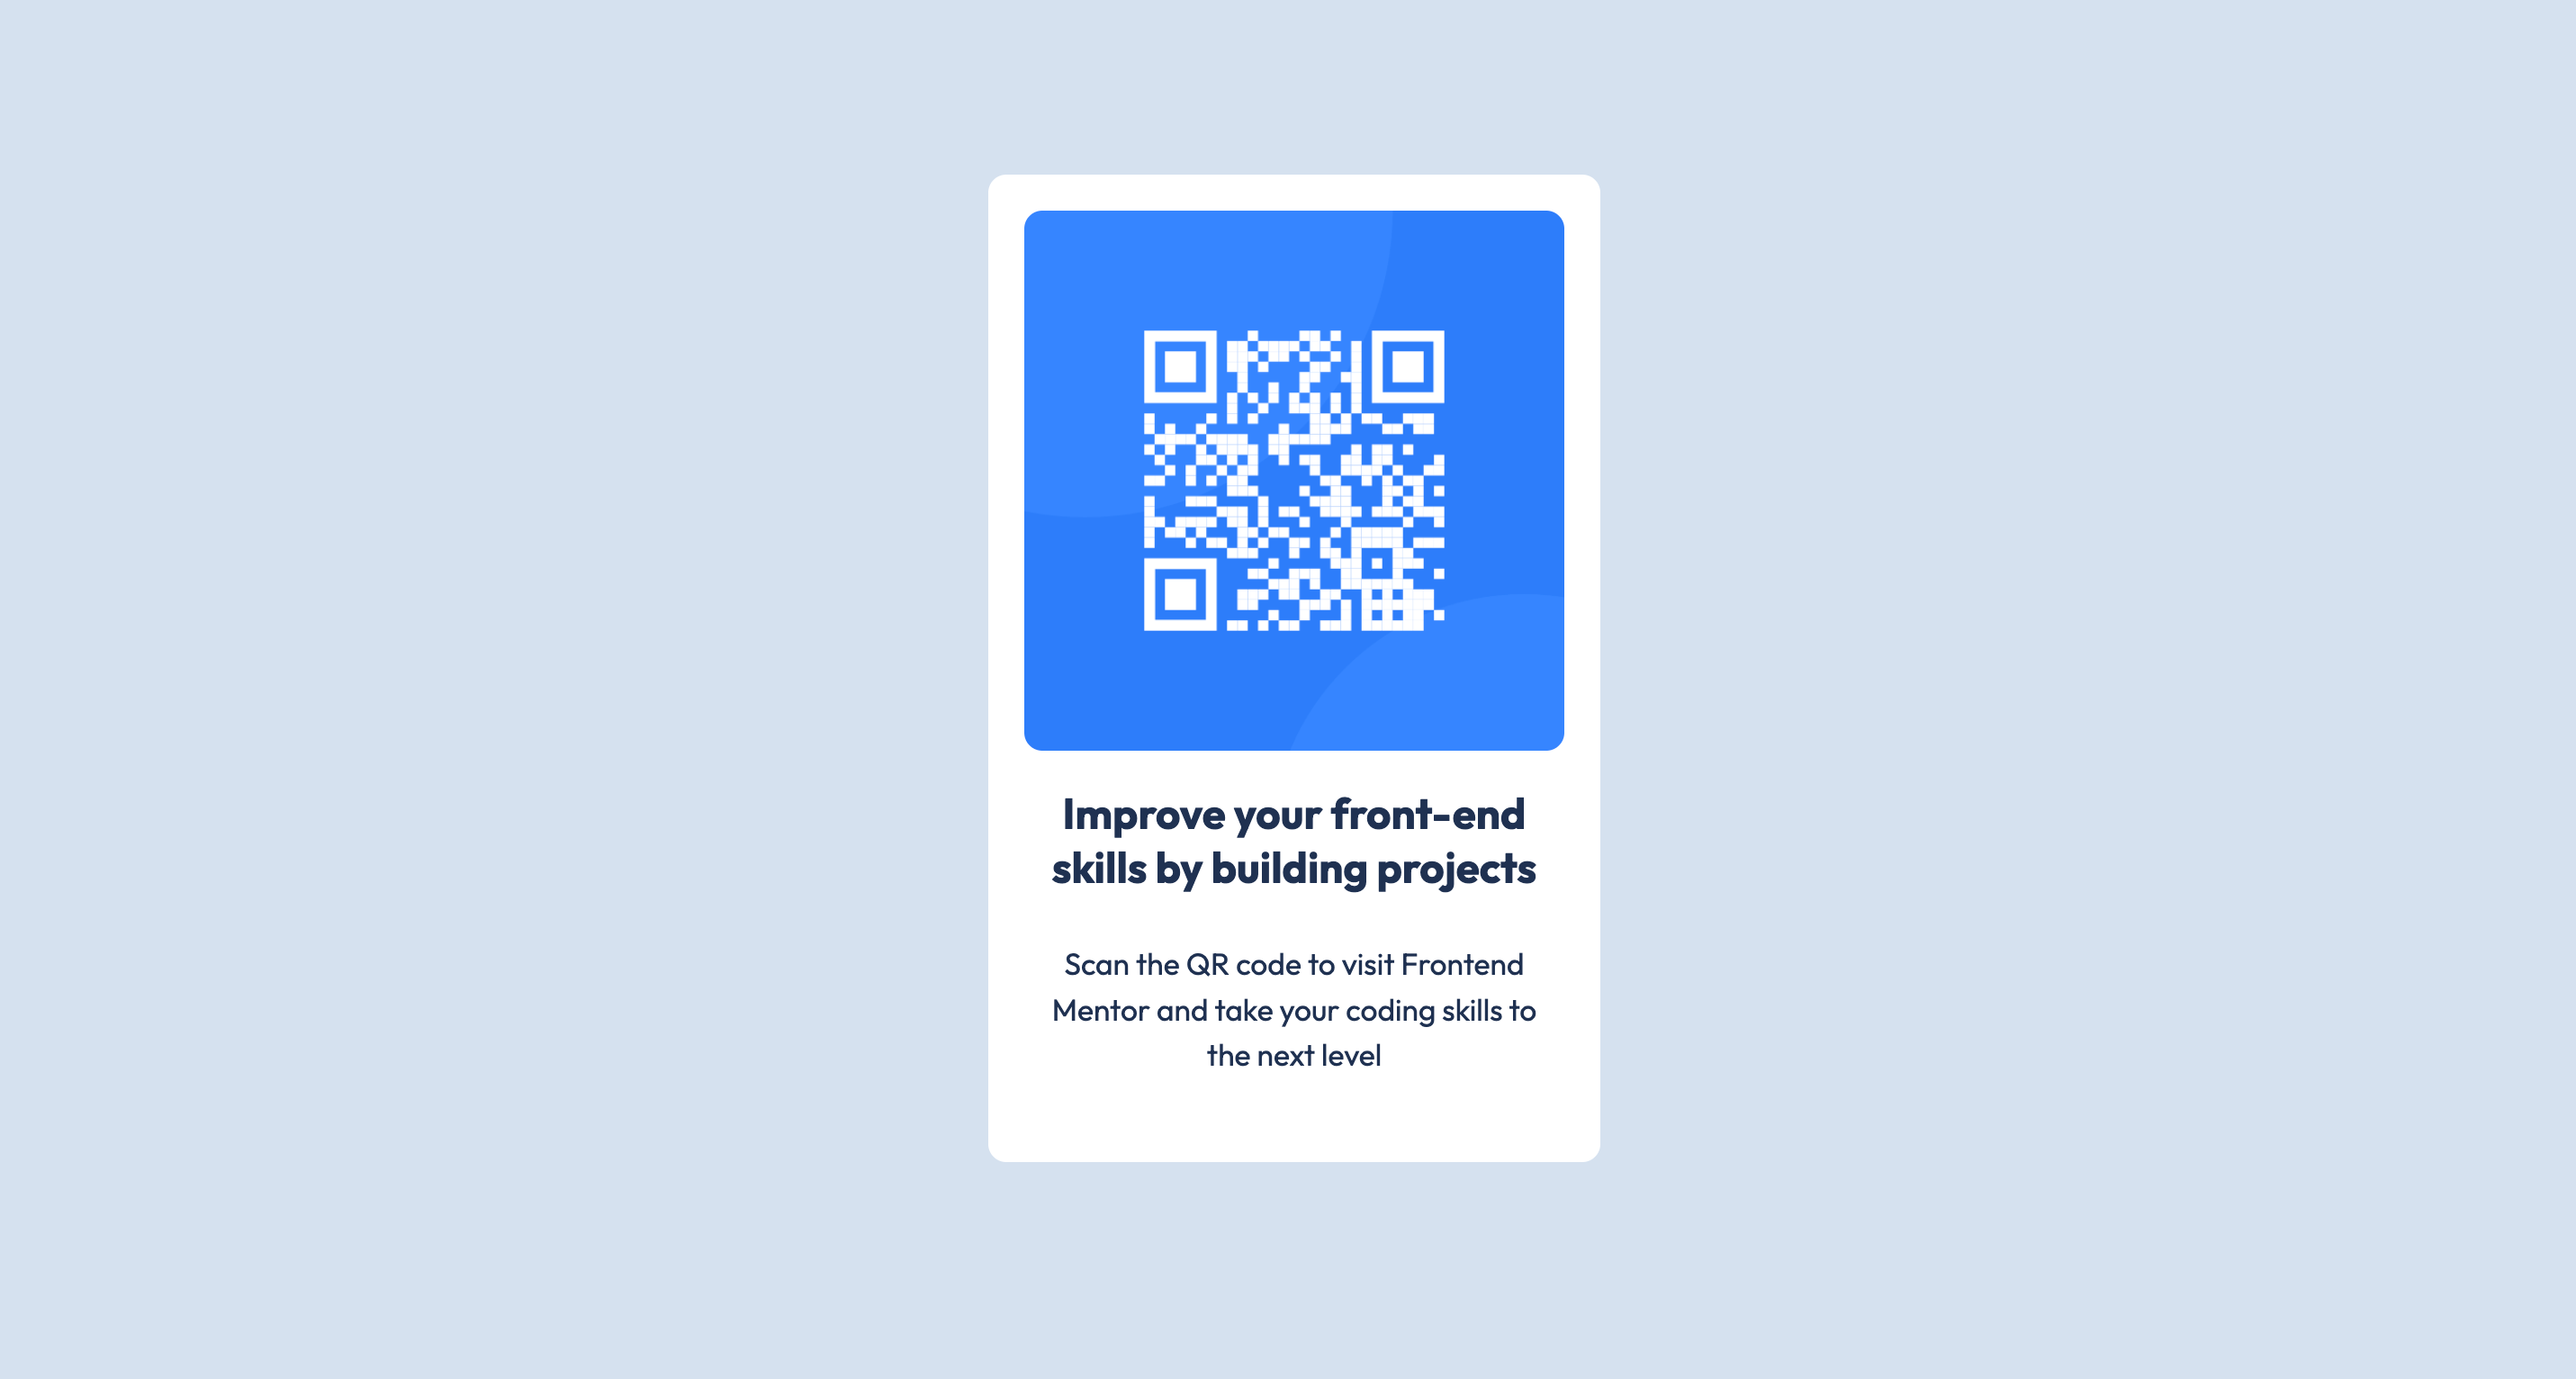 Improve your front-end
skills by building projects
Scan the QR code to visit Frontend
Mentor and take your coding skills to
the next level